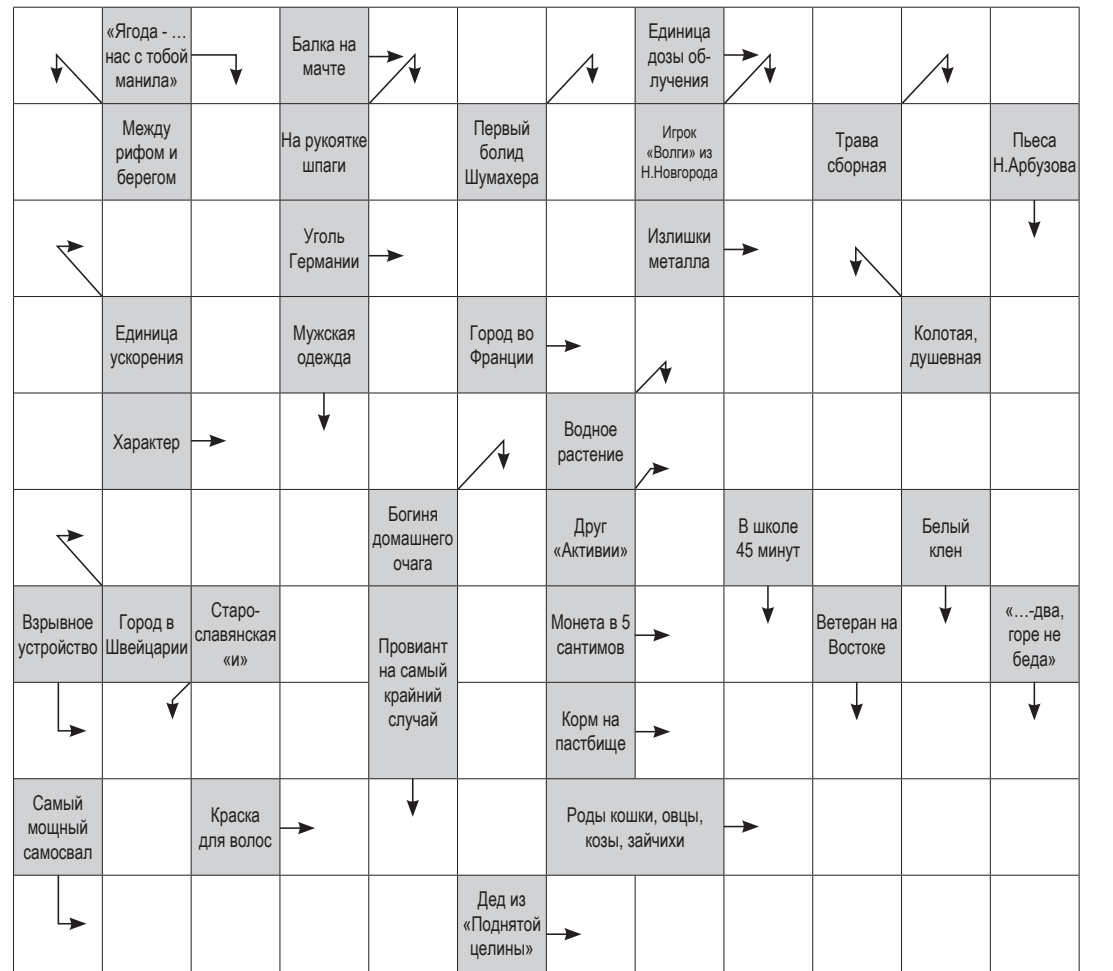 «Ягода - …
нас с тобой
манила»
Балка на
мачте
Единица
дозы об-
лучения
Между
рифом и
берегом
На рукоятке
шпаги
Первый
болид
Шумахера
Игрок
«Волги» из
Н.Новгорода
Трава
сборная
Пьеса
Н.Арбузова
Уголь
Германии
Излишки
металла
Единица
ускорения
Мужская
одежда
Город во
Франции
Колотая,
душевная
Характер
Водное
растение
Богиня
домашнего
очага
Друг
«Активии»
В школе
45 минут
Белый
клен
Взрывное
устройство
Город в
Швейцарии
Старо-
славянская
«и»
Провиант
на самый
крайний
случай
Монета в 5
сантимов
Ветеран на
Востоке
«…-два,
горе не
беда»
Корм на
пастбище
Самый
мощный
самосвал
Краска
для волос
Роды кошки, овцы,
козы, зайчихи
Дед из
«Поднятой
целины»